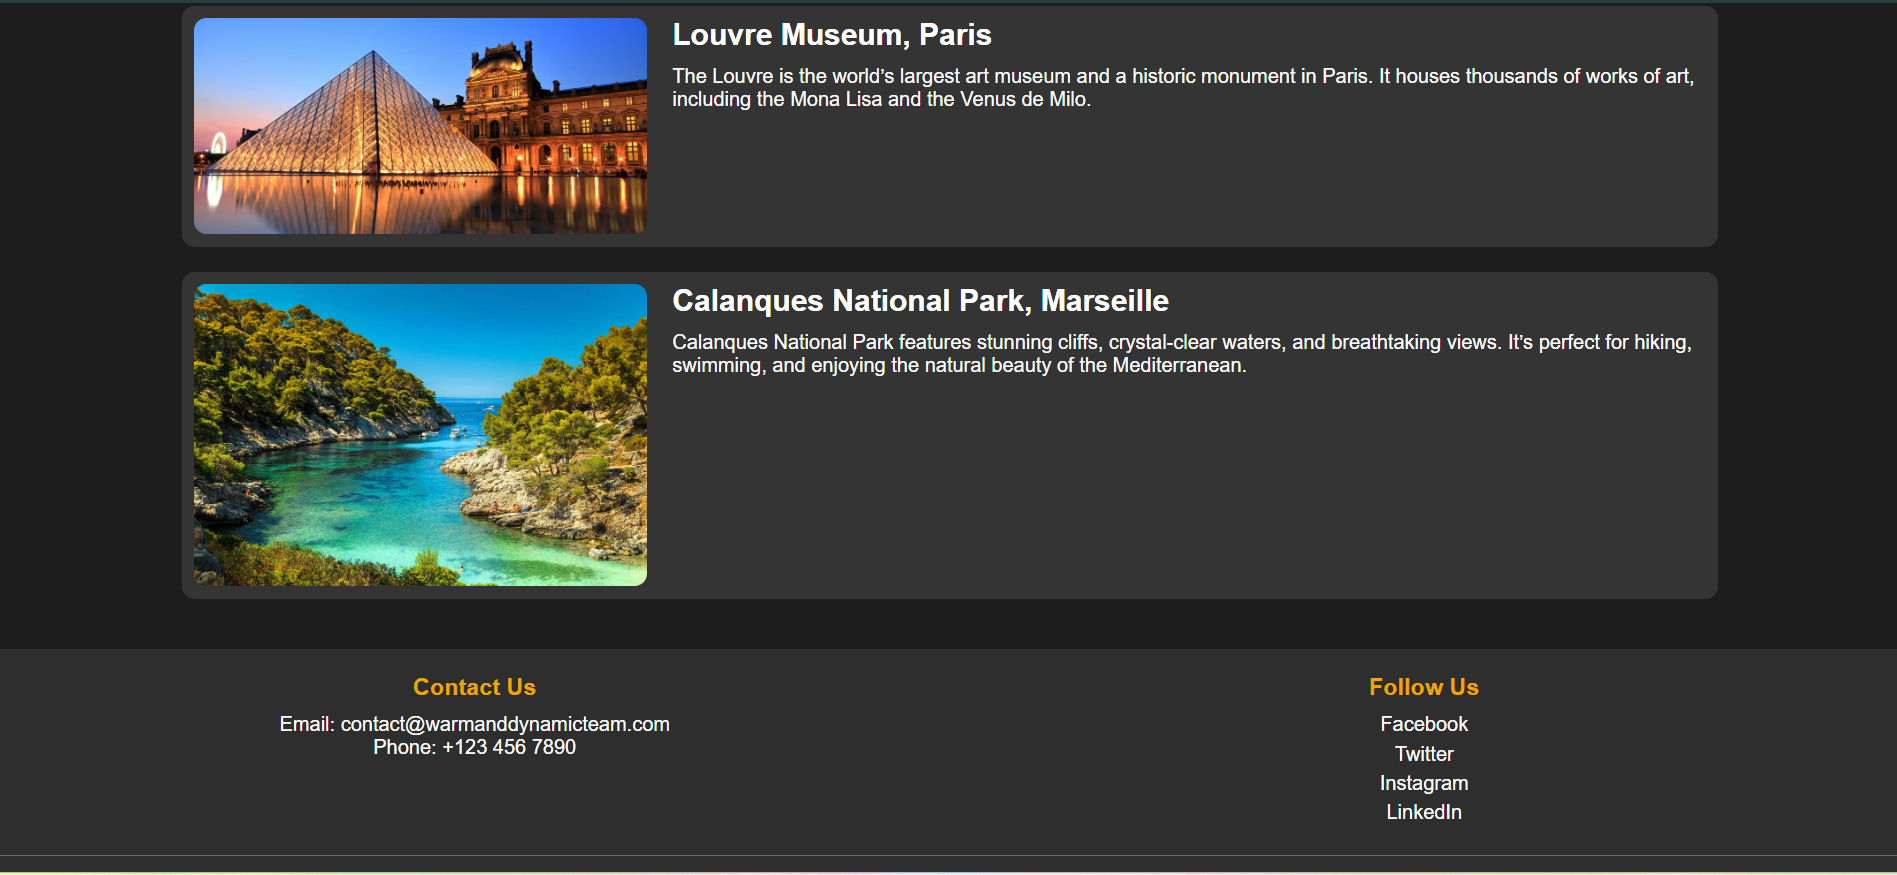 Louvre Museum, Paris
The Louvre is the world’s largest art museum and a historic monument in Paris. It houses thousands of works of art,
including the Mona Lisa and the Venus de Milo.
Calanques National Park, Marseille
Calanques National Park features stunning cliffs, crystal-clear waters, and breathtaking views. It’s perfect for hiking,
swimming, and enjoying the natural beauty of the Mediterranean.
Contact Us
Email: contact@warmanddynamicteam.com
Phone: +123 456 7890
Follow Us
Facebook
Twitter
Instagram
LinkedIn